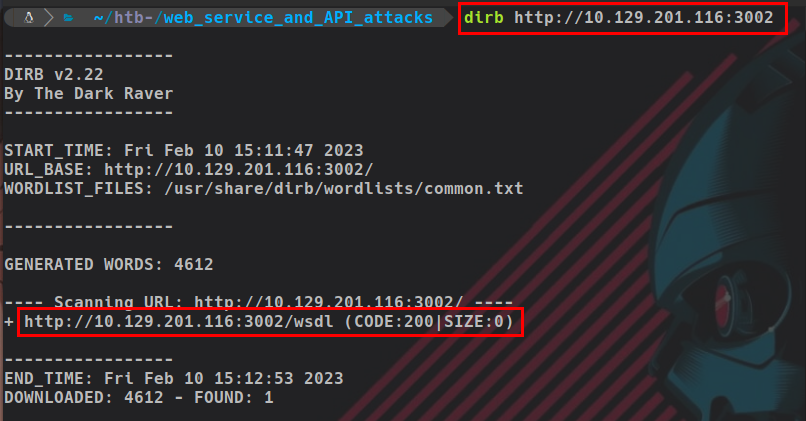 ~/htb-/web_service_and_API_attacks dirb http://10.129.201.116:3002
-----------------
DIRB v2.22
By The Dark Raver
-----------------
START_TIME: Fri Feb 10 15:11:47 2023
URL_BASE: http://10.129.201.116:3002/
WORDLIST_FILES: /usr/share/dirb/wordlists/common.txt
-----------------
GENERATED WORDS: 4612
---- Scanning URL: http://10.129.201.116:3002/ ----
+ http://10.129.201.116:3002/wsdl (CODE:200|SIZE:0)
-----------------
END_TIME: Fri Feb 10 15:12:53 2023
DOWNLOADED: 4612 - FOUND: 1